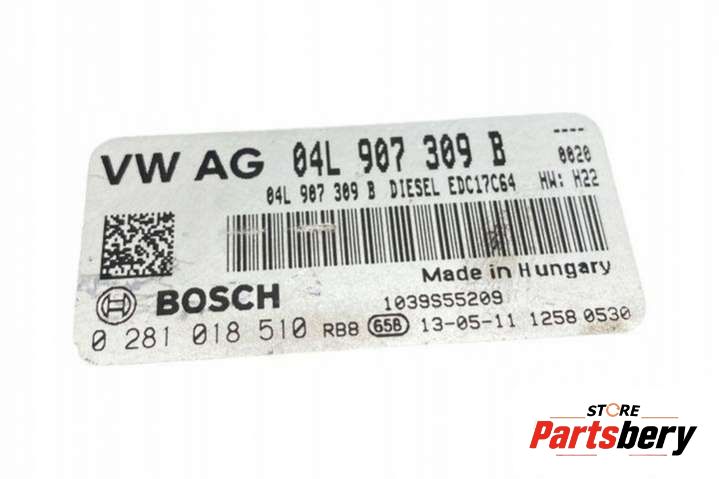 VW AG 04L 907 309 B ----
0020
04L 907 309 B DIESEL EDC17C64 HW: H22
Made in Hungary
BOSCH 1039S55209
0 281 018 510 RB8 658 13-05-11 1258 0530
STORE
Partsbery